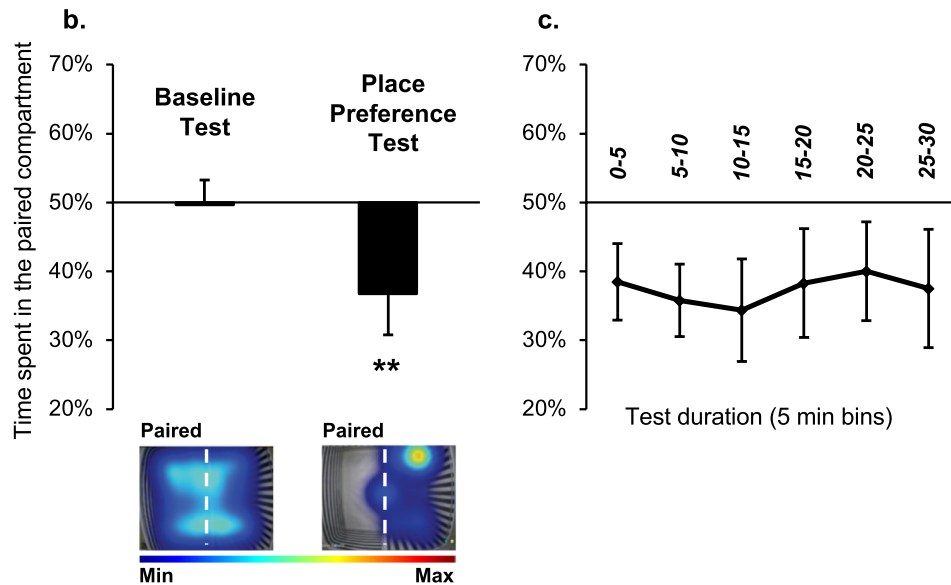 b.
Time spent in the paired compartment
70%
60%
50%
40%
30%
20%
Baseline
Test
Place
Preference
Test
**
Paired
Paired
Min
Max
c.
70%
60%
50%
40%
30%
20%
0-5
5-10
10-15
15-20
20-25
25-30
Test duration (5 min bins)